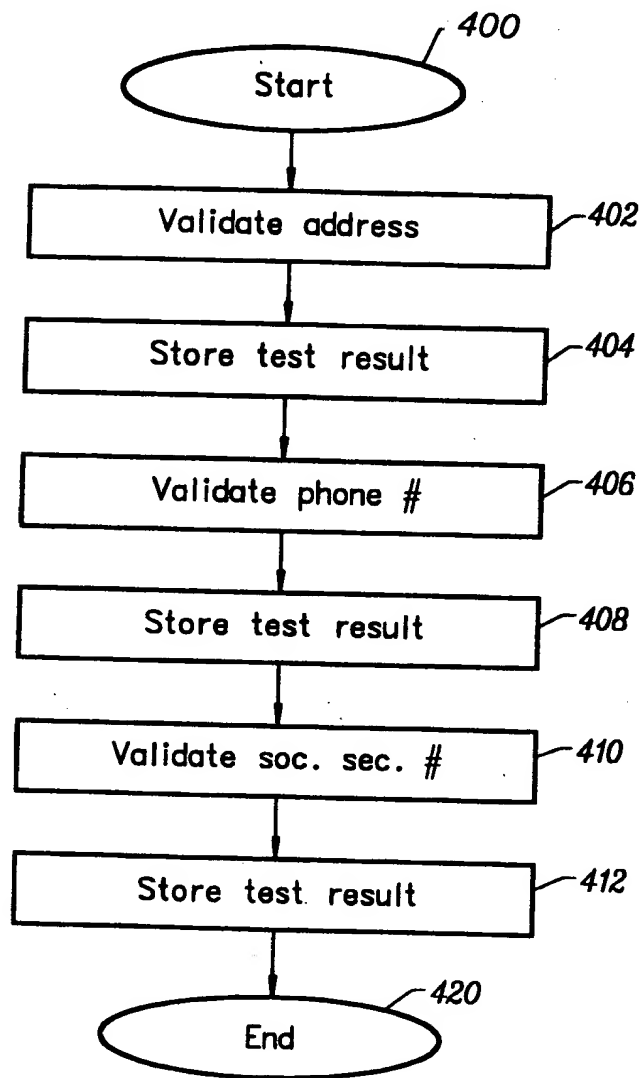 400
Start
Validate address
402
Store test result
404
Validate phone #
406
Store test result
408
Validate soc. sec. #
410
Store test result
412
420
End